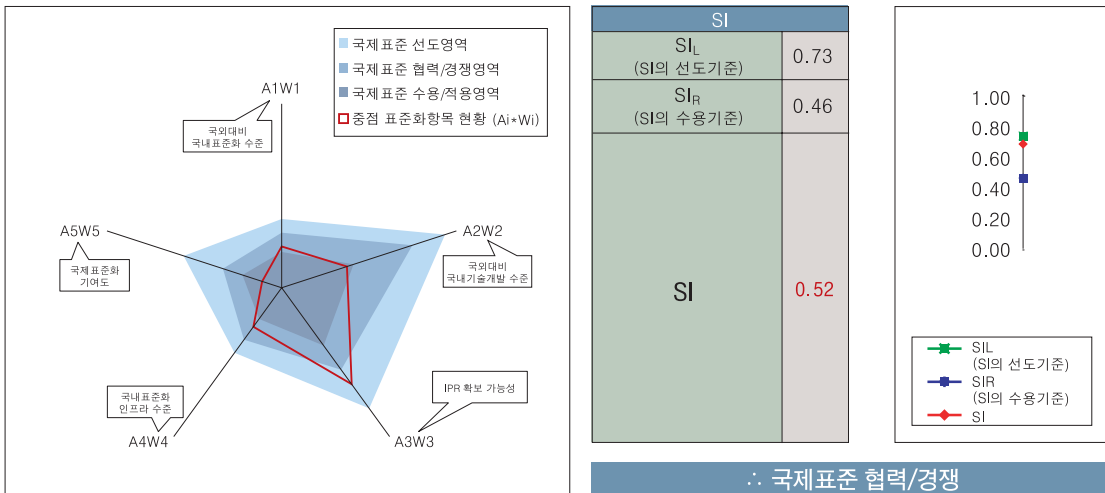 국제표준 선도영역
국제표준 협력/경쟁영역
국제표준 수용/적용영역
중점 표준화항목 현황 (Ai*Wi)
A1W1
국외대비
국내표준화 수준
A5W5
국제표준화
기여도
A2W2
국외대비
국내기술개발 수준
국내표준화
인프라 수준
A4W4
IPR 확보 가능성
A3W3
SI
SIL
(SI의 선도기준)
0.73
SIR
(SI의 수용기준)
0.46
SI
0.52
1.00
0.80
0.60
0.40
0.20
0.00
SIL
(SI의 선도기준)
SIR
(SI의 수용기준)
SI
∴ 국제표준 협력/경쟁